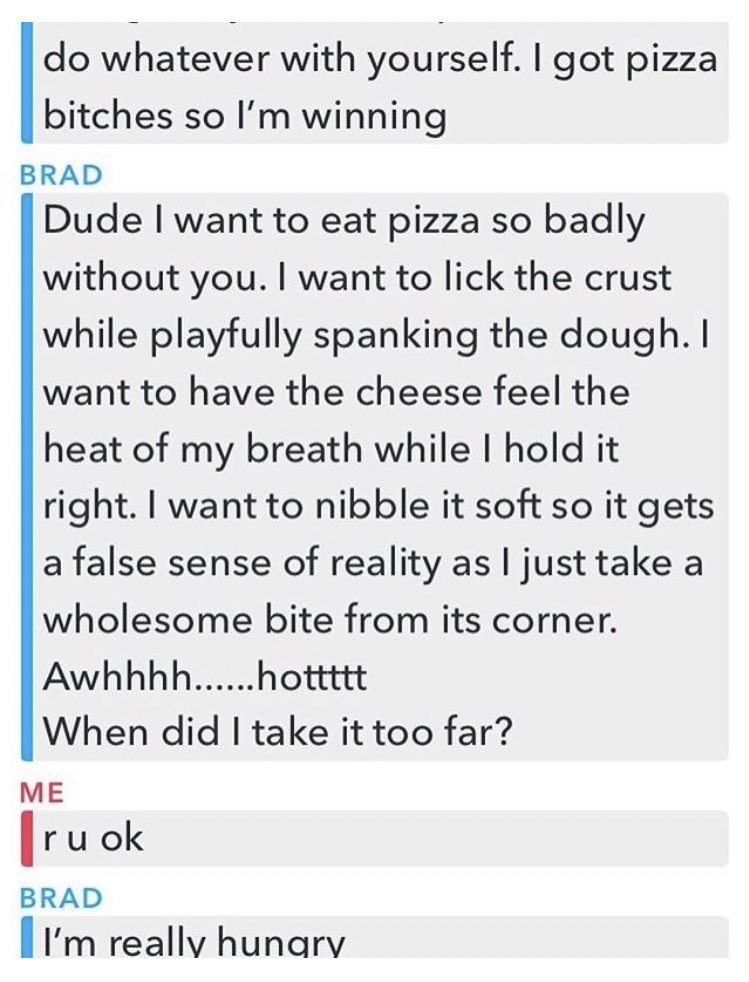 do whatever with yourself. I got pizza
bitches so I’m winning
BRAD
Dude I want to eat pizza so badly
without you. I want to lick the crust
while playfully spanking the dough. I
want to have the cheese feel the
heat of my breath while I hold it
right. I want to nibble it soft so it gets
a false sense of reality as I just take a
wholesome bite from its corner.
Awhhhh......hottttt
When did I take it too far?
ME
r u ok
BRAD
I’m really hungry